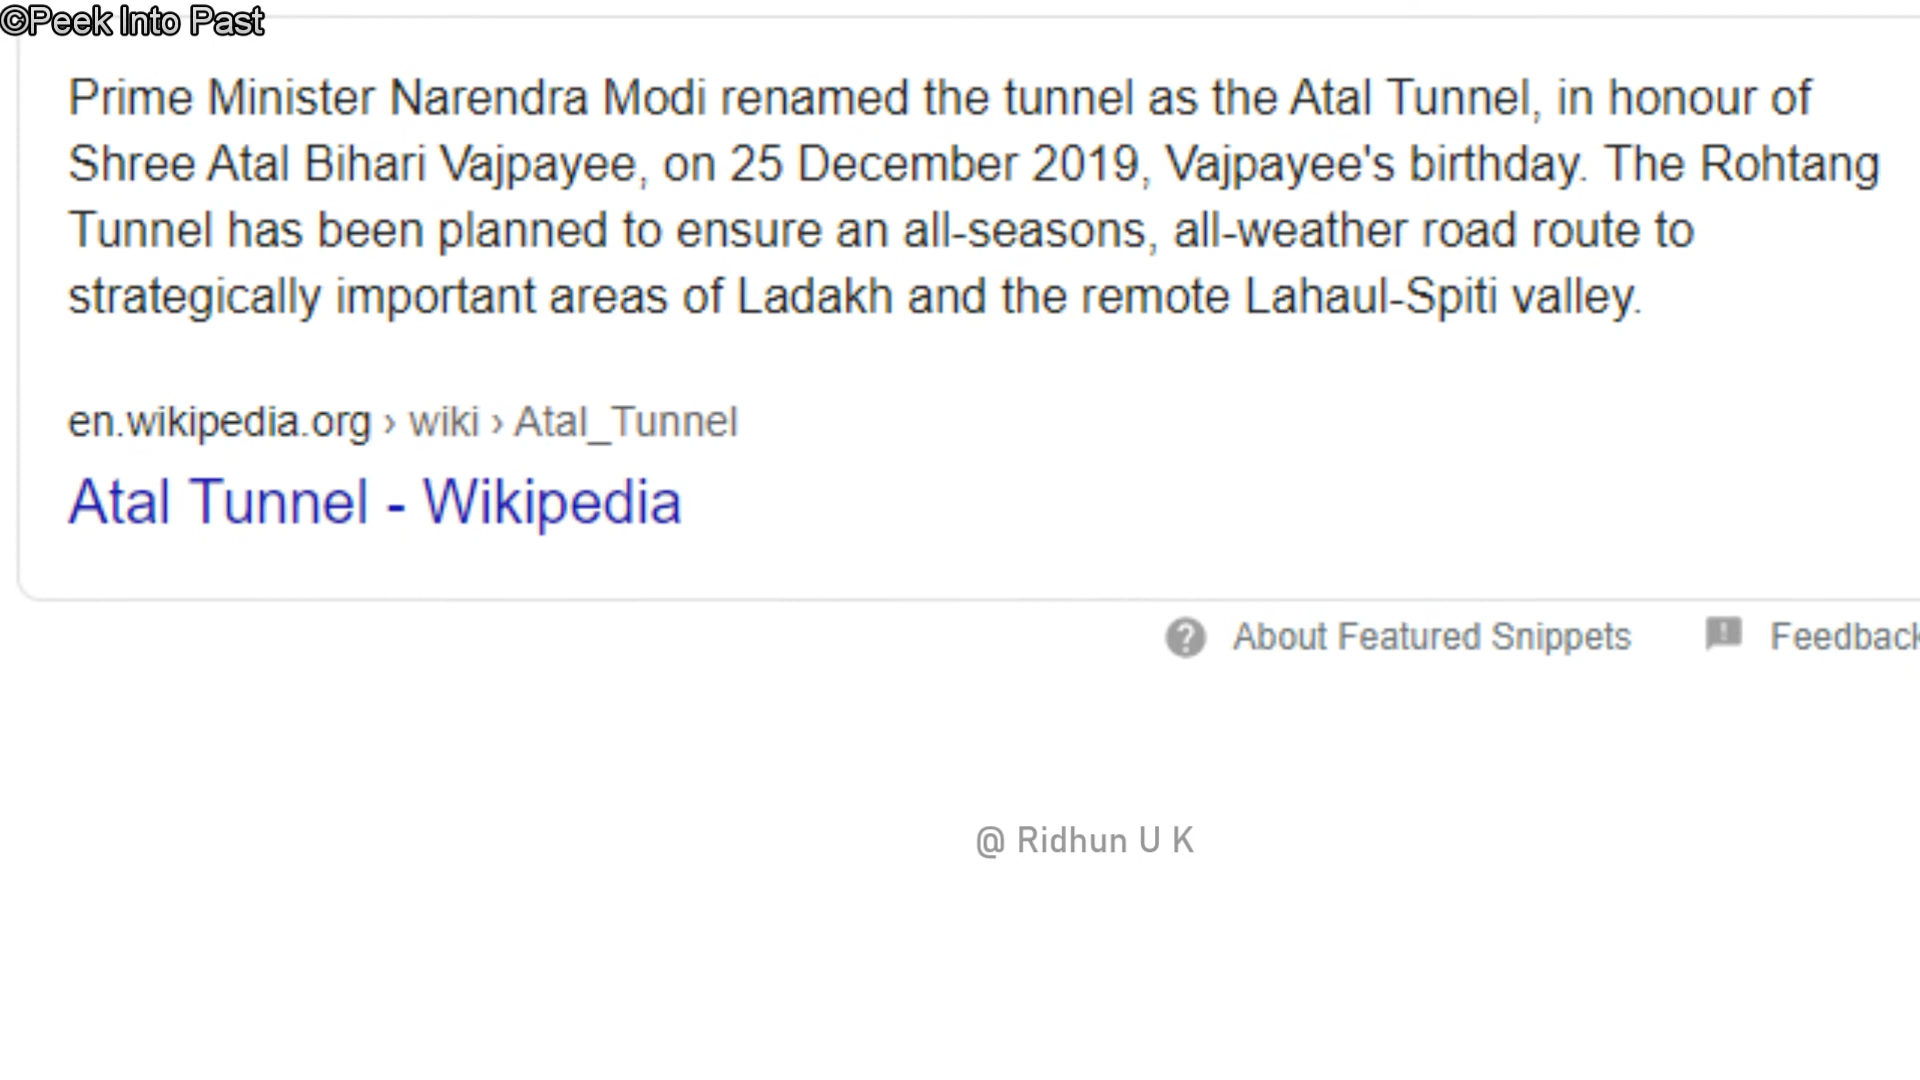 ©Peek Into Past
Prime Minister Narendra Modi renamed the tunnel as the Atal Tunnel, in honour of
Shree Atal Bihari Vajpayee, on 25 December 2019, Vajpayee's birthday. The Rohtang
Tunnel has been planned to ensure an all-seasons, all-weather road route to
strategically important areas of Ladakh and the remote Lahaul-Spiti valley.
en.wikipedia.org › wiki › Atal_Tunnel
Atal Tunnel - Wikipedia
About Featured Snippets Feedback
@ Ridhun U K